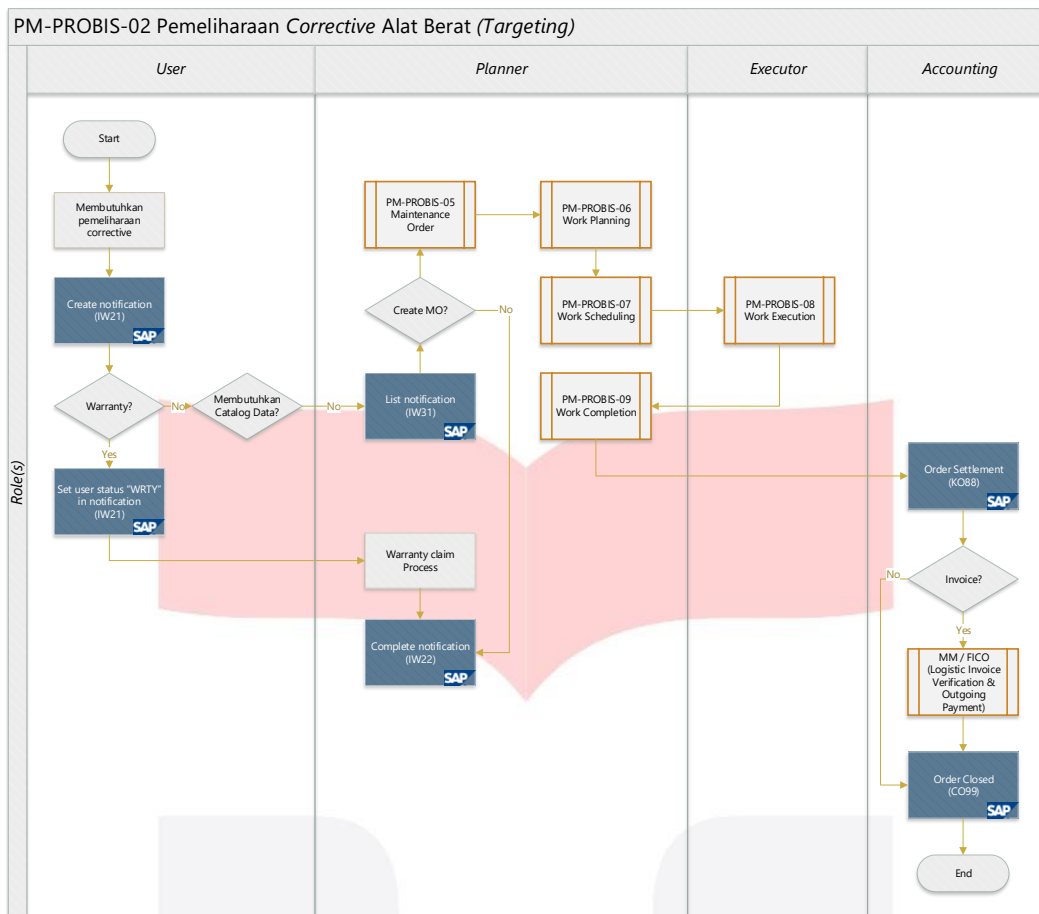 PM-PROBIS-02 Pemeliharaan Corrective Alat Berat (Targeting)
User
Planner
Executor
Accounting
Role(s)
Start
Membutuhkan
pemeliharaan
corrective
Create notification
(IW21)
SAP
Warranty?
No
Membutuhkan
Catalog Data?
No
Yes
Set user status "WRTY"
in notification
(IW21)
SAP
PM-PROBIS-05
Maintenance
Order
PM-PROBIS-06
Work Planning
Create MO?
No
PM-PROBIS-07
Work Scheduling
PM-PROBIS-08
Work Execution
List notification
(IW31)
SAP
PM-PROBIS-09
Work Completion
Warranty claim
Process
Complete notification
(IW22)
SAP
Order Settlement
(KO88)
SAP
Invoice?
No
Yes
MM / FICO
(Logistic Invoice
Verification &
Outgoing
Payment)
Order Closed
(CO99)
SAP
End